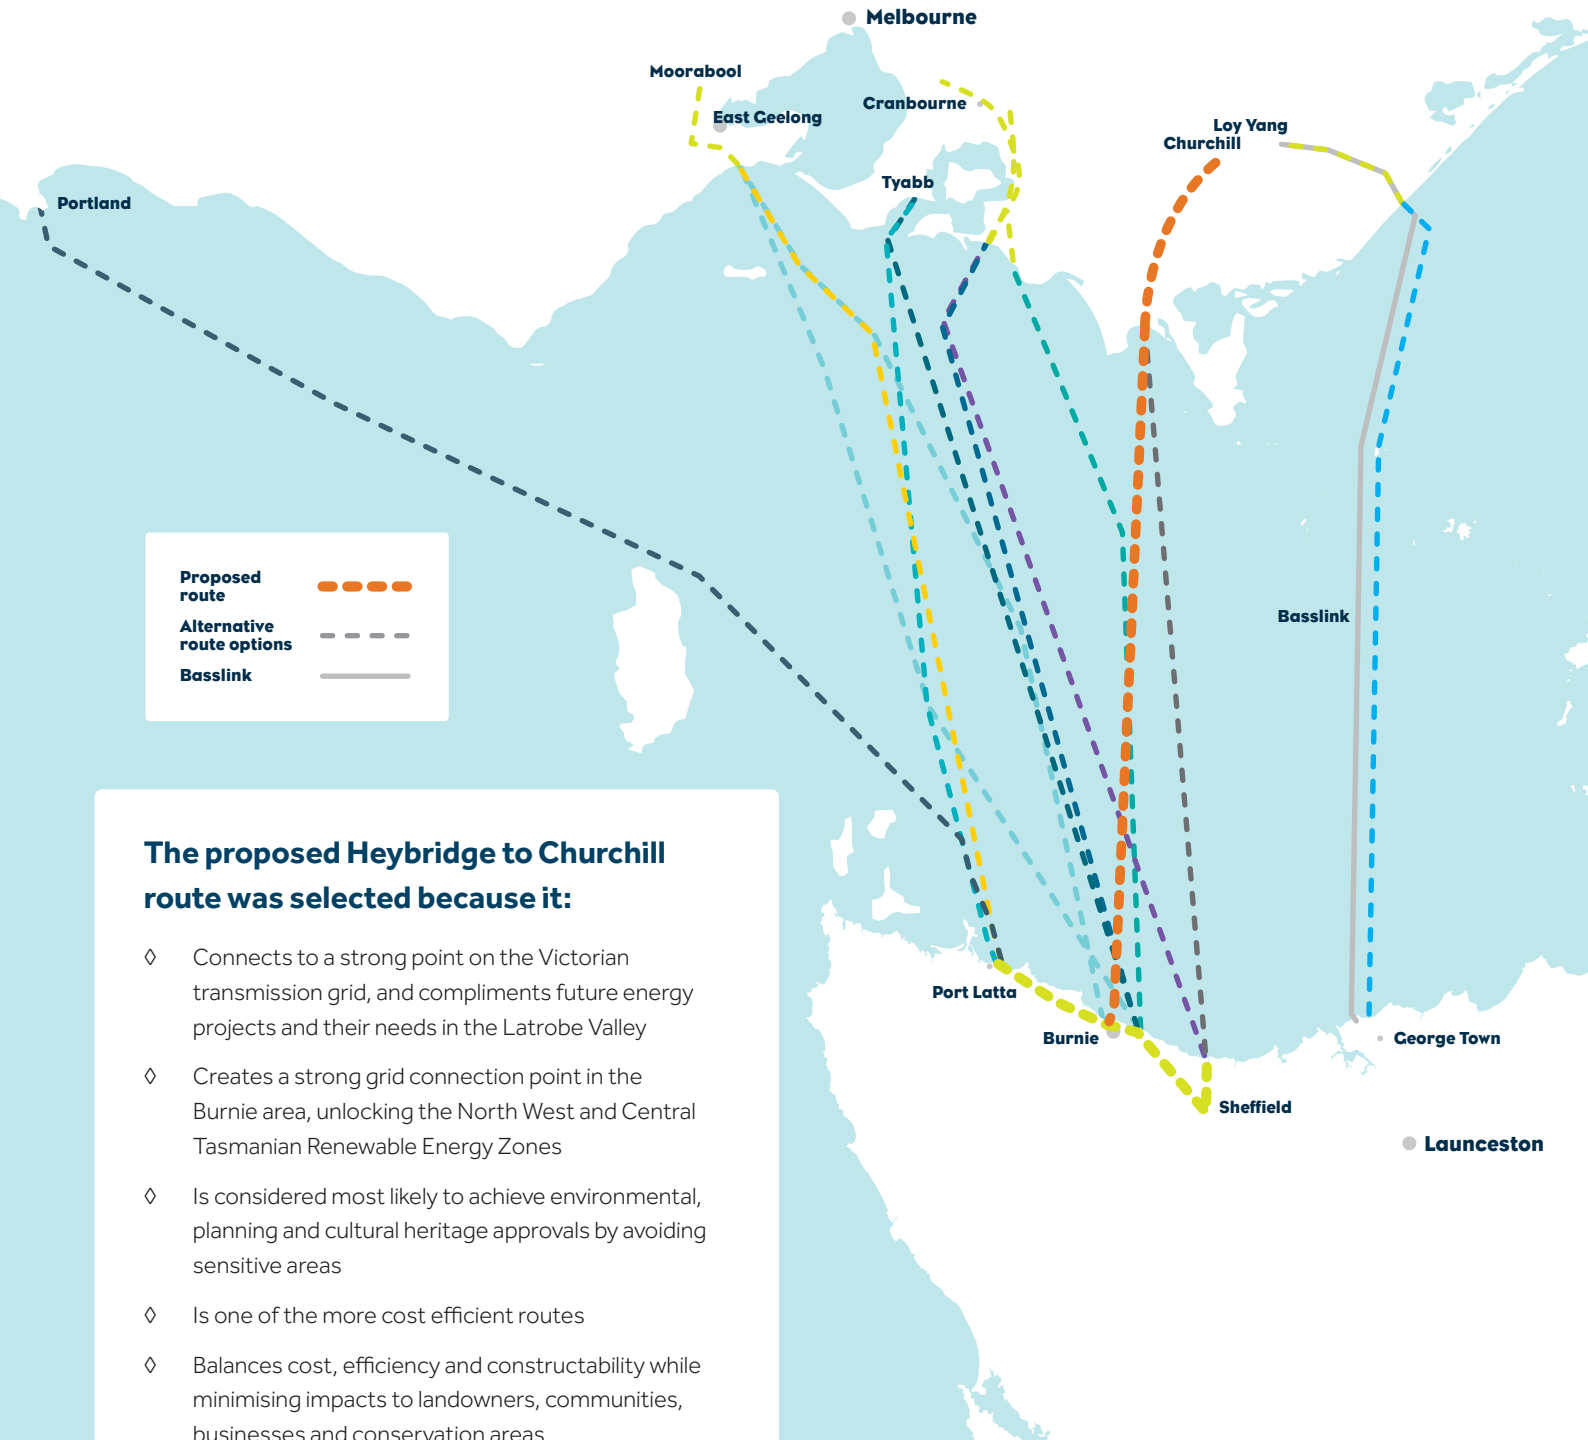 Melbourne
Moorabool
Cranbourne
East Geelong
Loy Yang
Churchill
Tyabb
Portland
Proposed
route
Alternative
route options
Basslink
Basslink
The proposed Heybridge to Churchill
route was selected because it:
◊ Connects to a strong point on the Victorian
transmission grid, and compliments future energy
projects and their needs in the Latrobe Valley
◊ Creates a strong grid connection point in the
Burnie area, unlocking the North West and Central
Tasmanian Renewable Energy Zones
◊ Is considered most likely to achieve environmental,
planning and cultural heritage approvals by avoiding
sensitive areas
◊ Is one of the more cost efficient routes
◊ Balances cost, efficiency and constructability while
minimising impacts to landowners, communities,
businesses and conservation areas
Port Latta
Burnie
George Town
Sheffield
Launceston